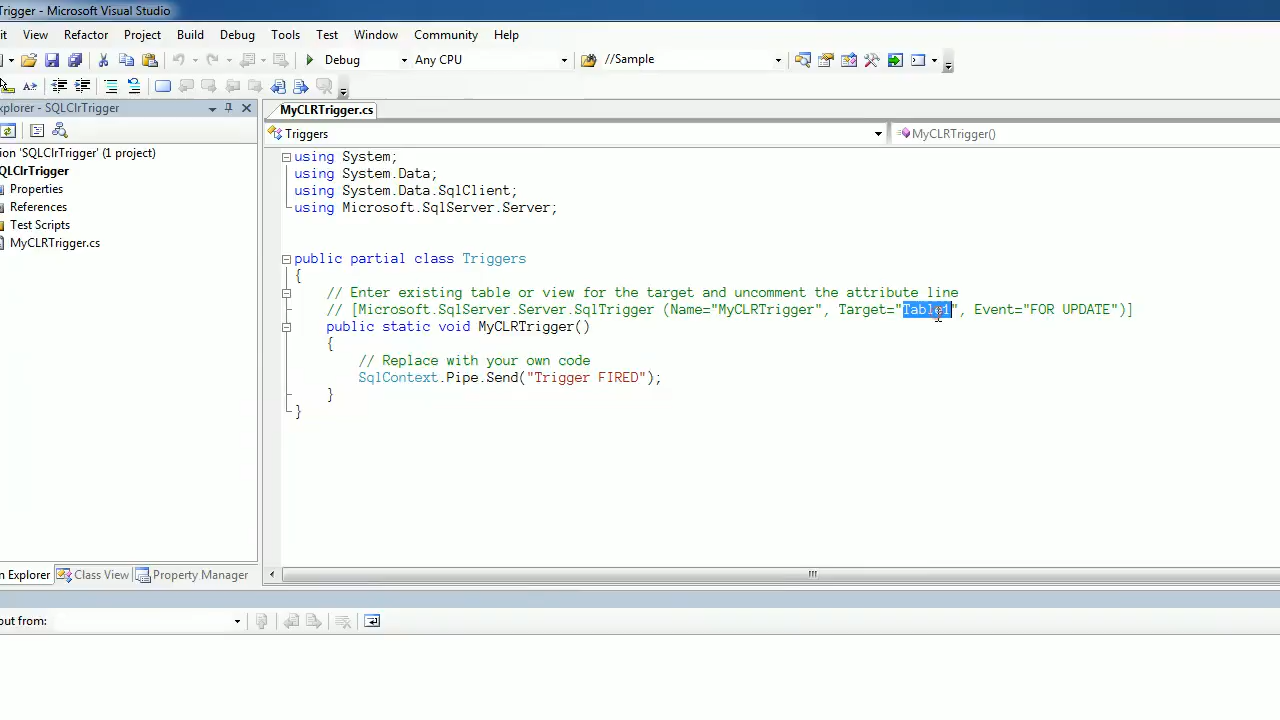 Trigger - Microsoft Visual Studio
it View Refactor Project Build Debug Tools Test Window Community Help
Debug Any CPU //Sample
xplorer - SQLClrTrigger
MyCLRTrigger.cs
Triggers MyCLRTrigger()
ion 'SQLClrTrigger' (1 project)
SQLClrTrigger
Properties
References
Test Scripts
MyCLRTrigger.cs
using System;
using System.Data;
using System.Data.SqlClient;
using Microsoft.SqlServer.Server;
public partial class Triggers
{
// Enter existing table or view for the target and uncomment the attribute line
// [Microsoft.SqlServer.Server.SqlTrigger (Name="MyCLRTrigger", Target="Table1", Event="FOR UPDATE")]
public static void MyCLRTrigger()
{
// Replace with your own code
SqlContext.Pipe.Send("Trigger FIRED");
}
}
n Explorer Class View Property Manager
out from: